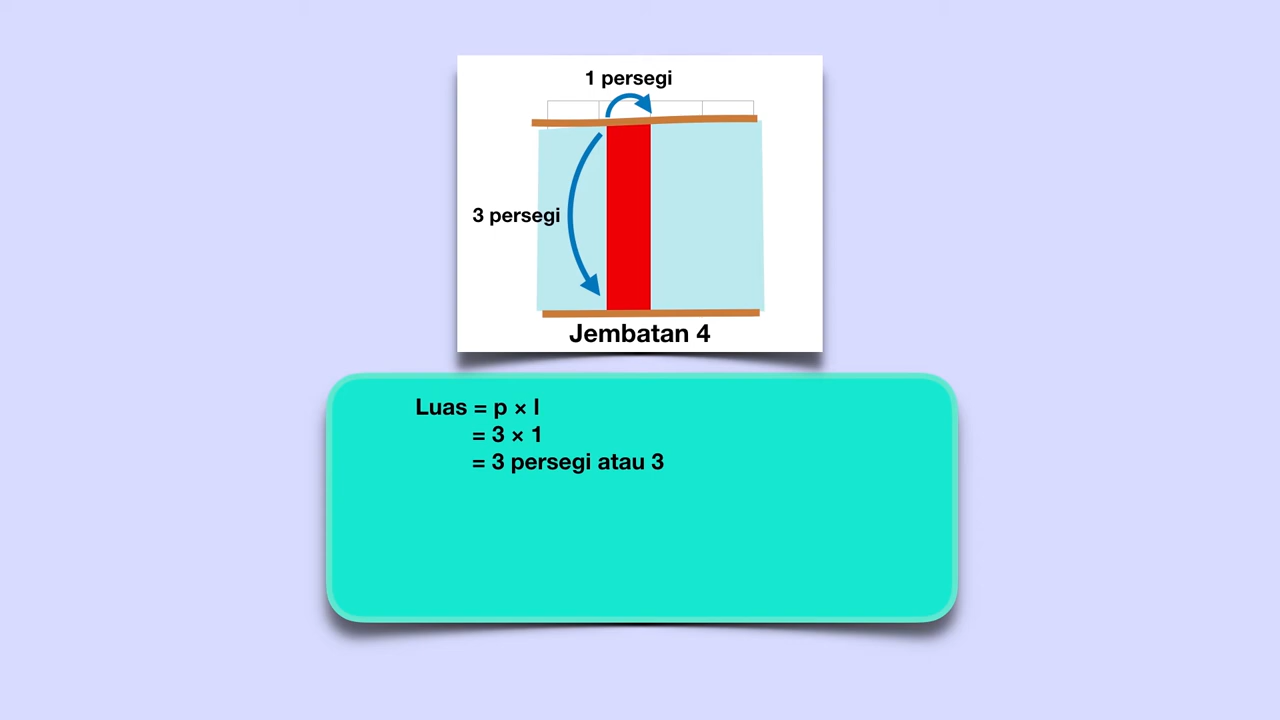 1 persegi
3 persegi
Jembatan 4
Luas = p × l
= 3 × 1
= 3 persegi atau 3